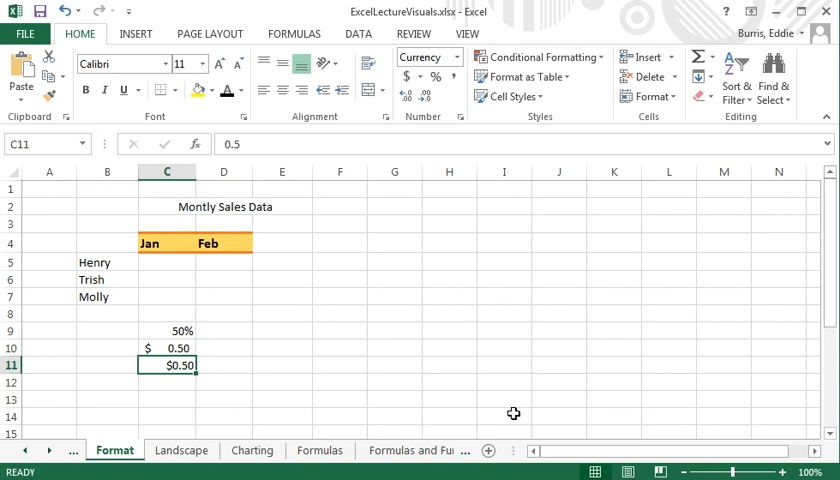 ExcelLectureVisuals.xlsx - Excel
FILE HOME INSERT PAGE LAYOUT FORMULAS DATA REVIEW VIEW Burris, Eddie
Paste
Calibri 11
B I U
A A
Currency
$ % ,
Conditional Formatting
Format as Table
Cell Styles
Insert
Delete
Format
Sort & Filter
Find & Select
Clipboard Font Alignment Number Styles Cells Editing
C11 fx 0.5
A B C D E F G H I J K L M N
1
2 Montly Sales Data
3
4 Jan Feb
5 Henry
6 Trish
7 Molly
8
9 50%
10 $ 0.50
11 $0.50
12
13
14
15
... Format Landscape Charting Formulas Formulas and Fur ...
READY 100%